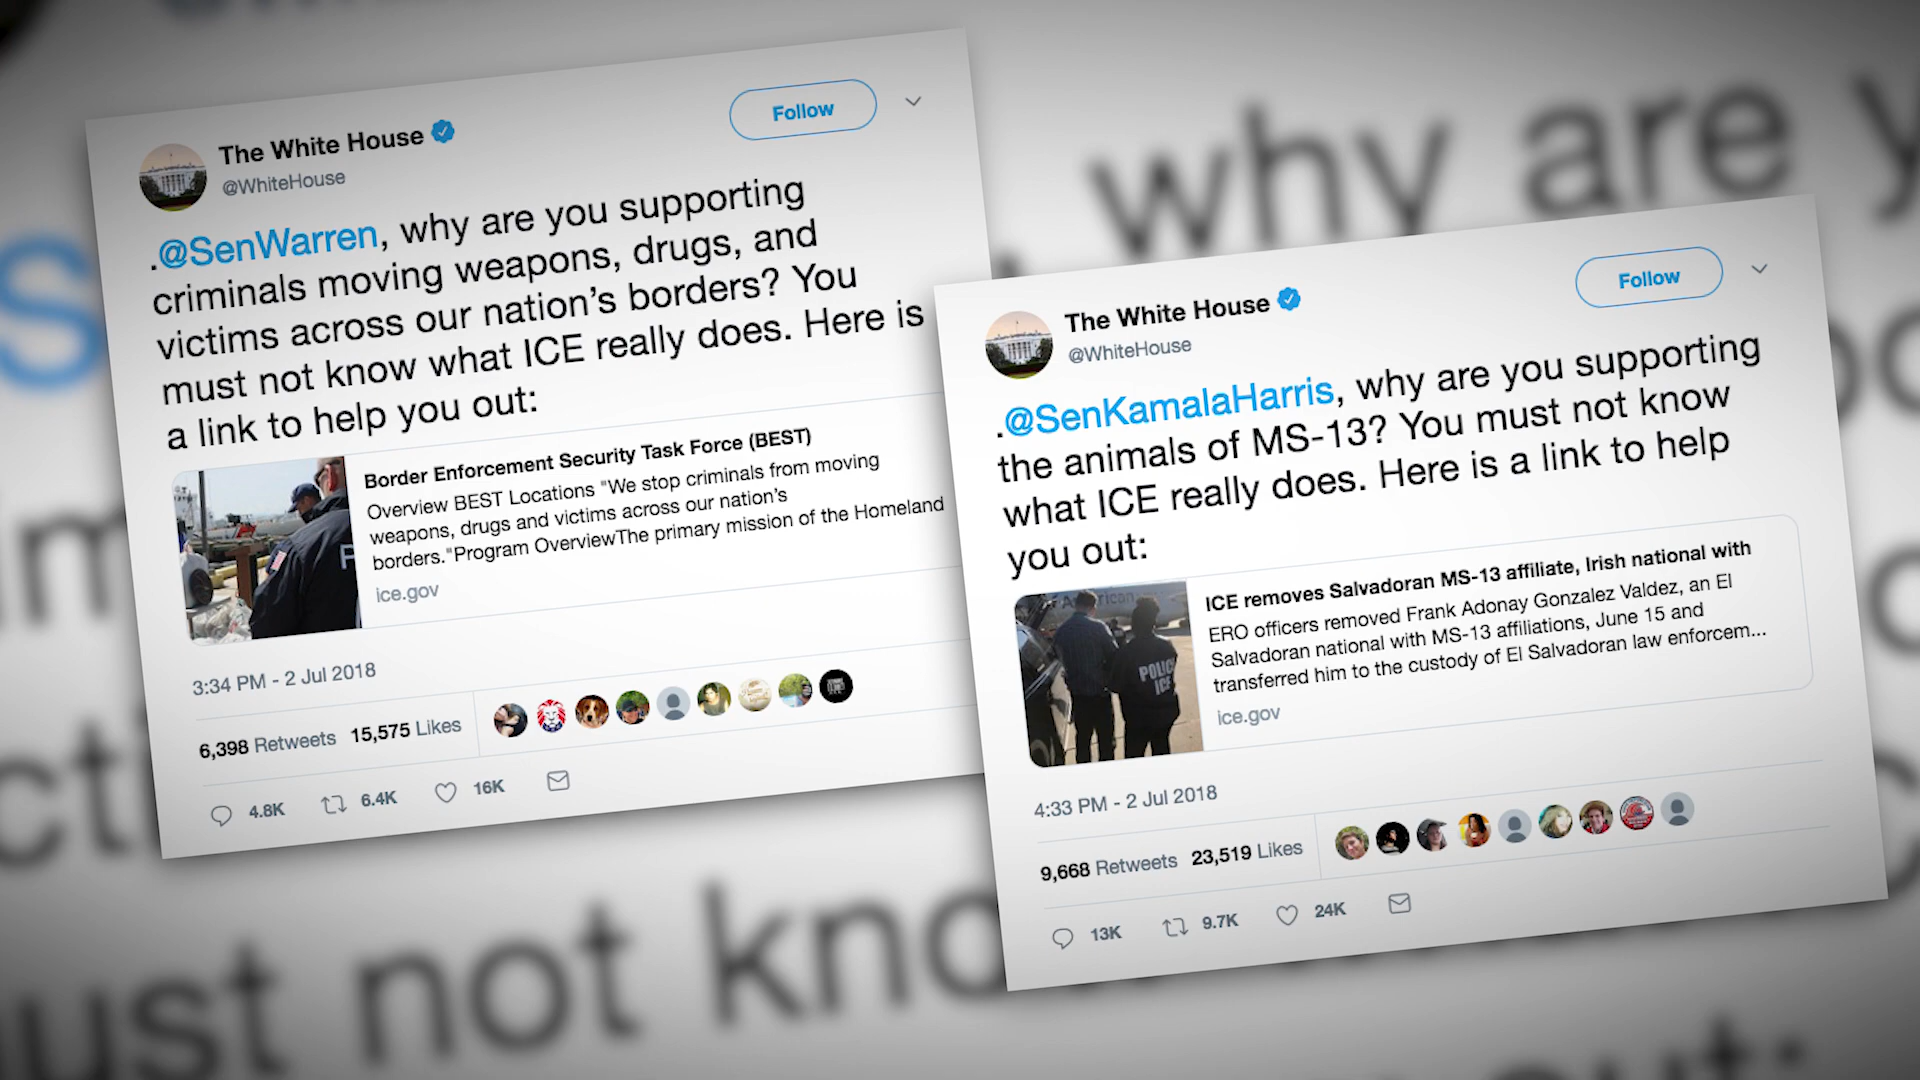 The White House
@WhiteHouse
Follow
.@SenWarren, why are you supporting
criminals moving weapons, drugs, and
victims across our nation’s borders? You
must not know what ICE really does. Here is
a link to help you out:
Border Enforcement Security Task Force (BEST)
Overview BEST Locations "We stop criminals from moving
weapons, drugs and victims across our nation’s
borders."Program OverviewThe primary mission of the Homeland
ice.gov
3:34 PM - 2 Jul 2018
6,398 Retweets 15,575 Likes
4.8K 6.4K 16K
The White House
@WhiteHouse
Follow
.@SenKamalaHarris, why are you supporting
the animals of MS-13? You must not know
what ICE really does. Here is a link to help
you out:
POLICE
ICE
ICE removes Salvadoran MS-13 affiliate, Irish national with
ERO officers removed Frank Adonay Gonzalez Valdez, an El
Salvadoran national with MS-13 affiliations, June 15 and
transferred him to the custody of El Salvadoran law enforcem...
ice.gov
4:33 PM - 2 Jul 2018
9,668 Retweets 23,519 Likes
13K 9.7K 24K
why are y
ust not kno